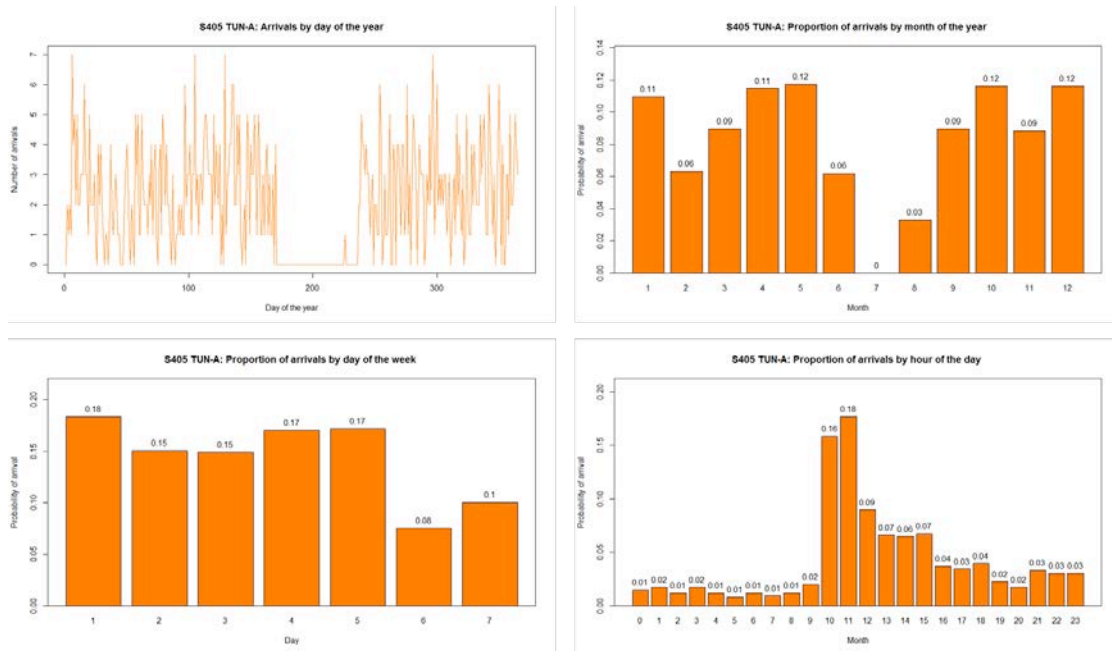 S405 TUN-A: Arrivals by day of the year
Number of arrivals
7
6
5
4
3
2
1
0
0 100 200 300
Day of the year
S405 TUN-A: Proportion of arrivals by month of the year
Probability of arrival
0.14
0.12
0.10
0.08
0.06
0.04
0.02
0.00
0.11 0.06 0.09 0.11 0.12 0.06 0 0.03 0.09 0.12 0.09 0.12
1 2 3 4 5 6 7 8 9 10 11 12
Month
S405 TUN-A: Proportion of arrivals by day of the week
Probability of arrival
0.20
0.15
0.10
0.05
0.00
0.18 0.15 0.15 0.17 0.17 0.08 0.1
1 2 3 4 5 6 7
Day
S405 TUN-A: Proportion of arrivals by hour of the day
Probability of arrival
0.20
0.15
0.10
0.05
0.00
0.01 0.02 0.01 0.02 0.01 0.01 0.01 0.01 0.01 0.02 0.16 0.18 0.09 0.07 0.06 0.07 0.04 0.03 0.04 0.02 0.02 0.03 0.03 0.03
0 1 2 3 4 5 6 7 8 9 10 11 12 13 14 15 16 17 18 19 20 21 22 23
Month